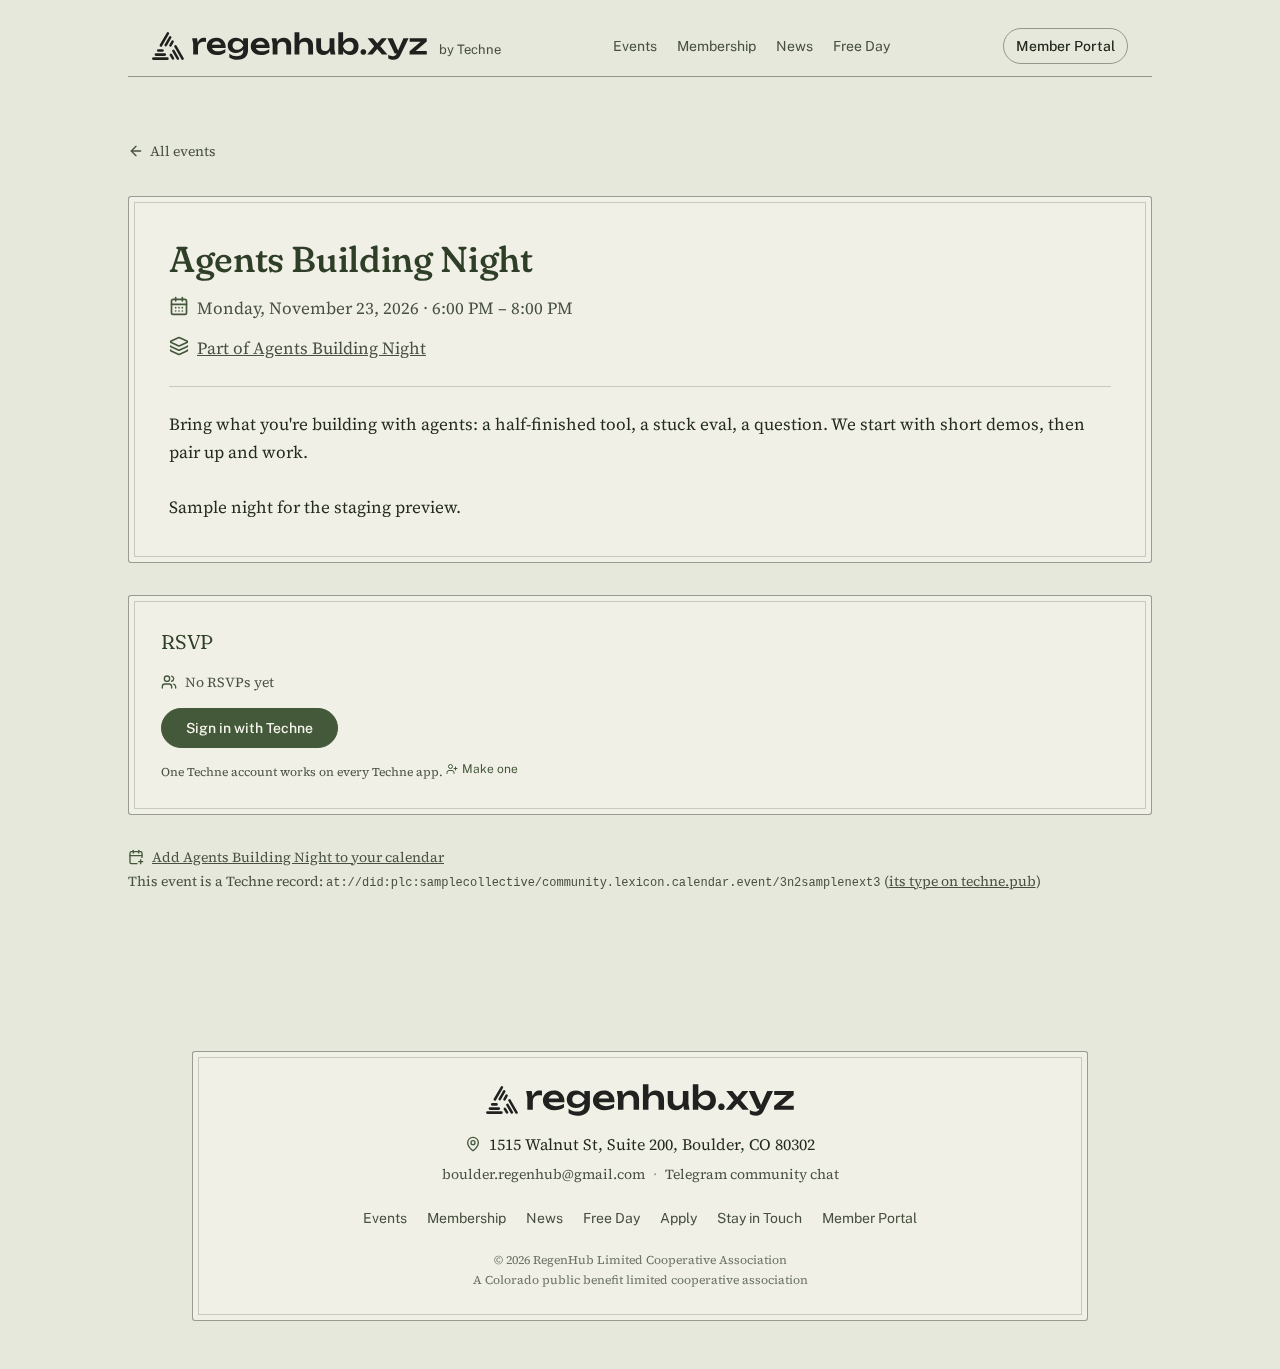 regenhub.xyz by Techne
Events Membership News Free Day
Member Portal
All events
Agents Building Night
Monday, November 23, 2026 · 6:00 PM – 8:00 PM
Part of Agents Building Night
Bring what you're building with agents: a half-finished tool, a stuck eval, a question. We start with short demos, then
pair up and work.
Sample night for the staging preview.
RSVP
No RSVPs yet
Sign in with Techne
One Techne account works on every Techne app. Make one
Add Agents Building Night to your calendar
This event is a Techne record: at://did:plc:samplecollective/community.lexicon.calendar.event/3n2samplenext3 (its type on techne.pub)
regenhub.xyz
1515 Walnut St, Suite 200, Boulder, CO 80302
boulder.regenhub@gmail.com · Telegram community chat
Events Membership News Free Day Apply Stay in Touch Member Portal
© 2026 RegenHub Limited Cooperative Association
A Colorado public benefit limited cooperative association